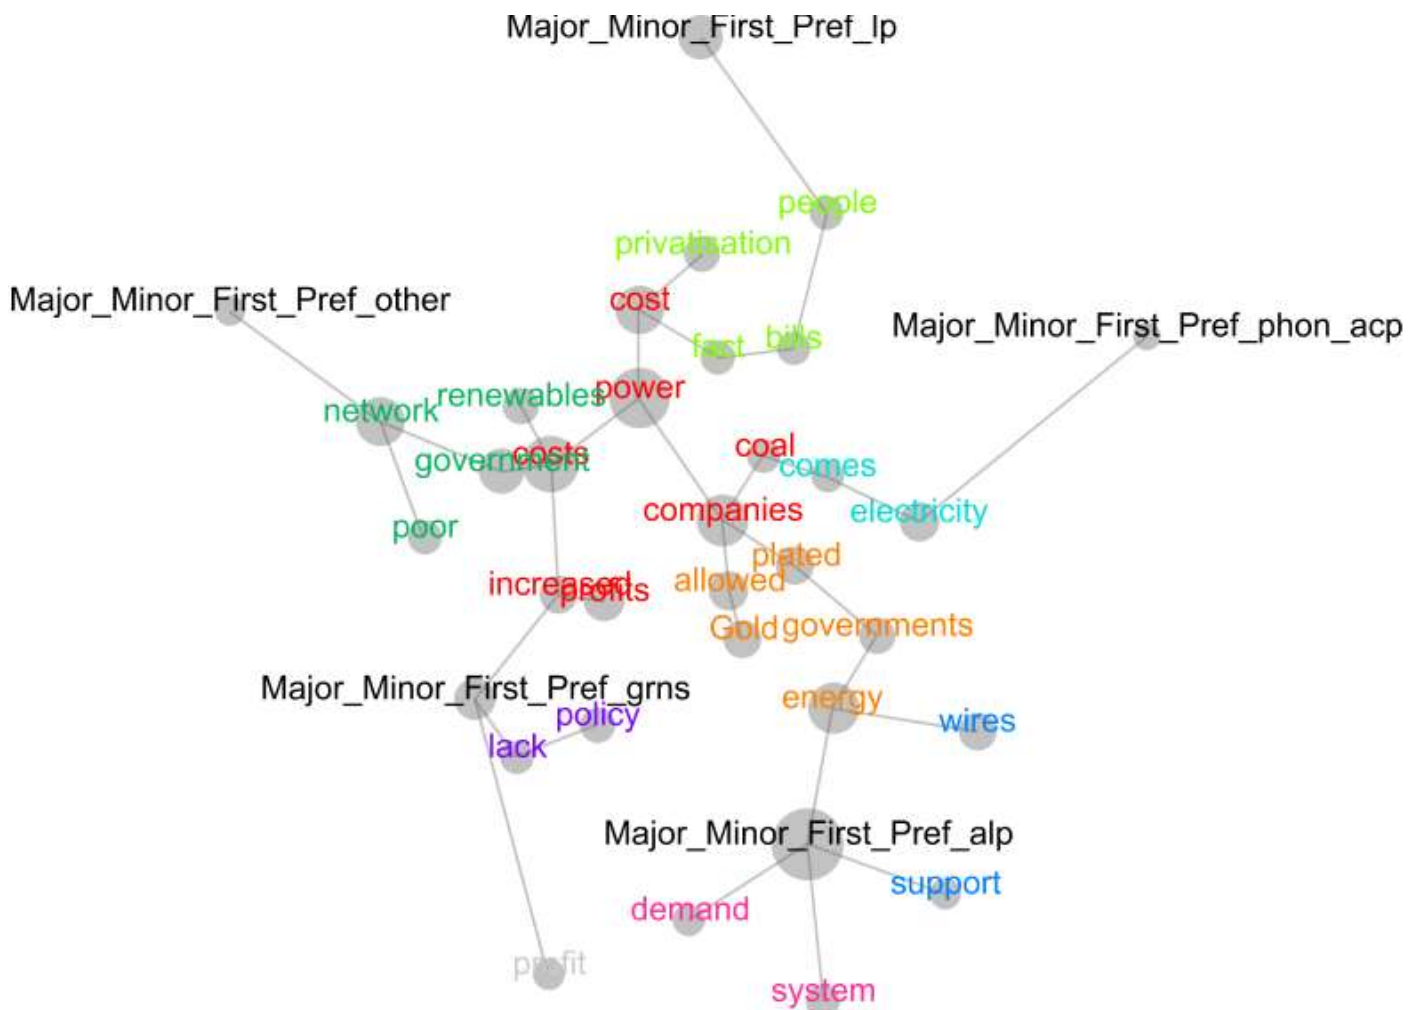 Major_Minor_First_Pref_lp
people
privatisation
cost
Major_Minor_First_Pref_other
Major_Minor_First_Pref_phon_acp
fact
bills
power
renewables
network
coal
costs
government
comes
companies
electricity
poor
plated
allowed
increased
profits
Gold
governments
Major_Minor_First_Pref_grns
energy
policy
wires
lack
Major_Minor_First_Pref_alp
support
demand
profit
system